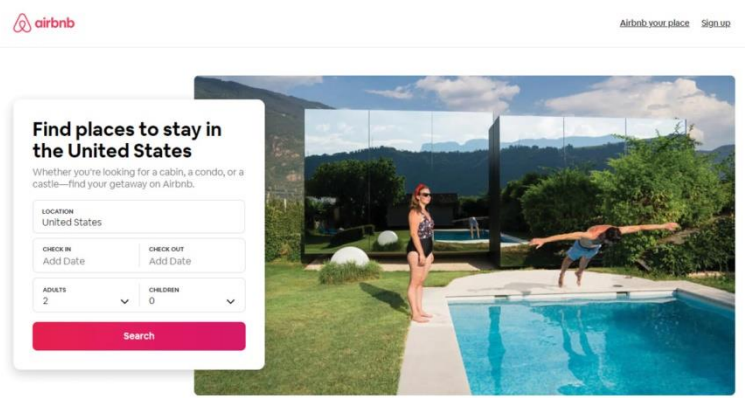 airbnb
Airbnb your place Sign up
Find places to stay in
the United States
Whether you're looking for a cabin, a condo, or a
castle—find your getaway on Airbnb.
LOCATION
United States
CHECK IN CHECK OUT
Add Date Add Date
ADULTS CHILDREN
2 0
Search